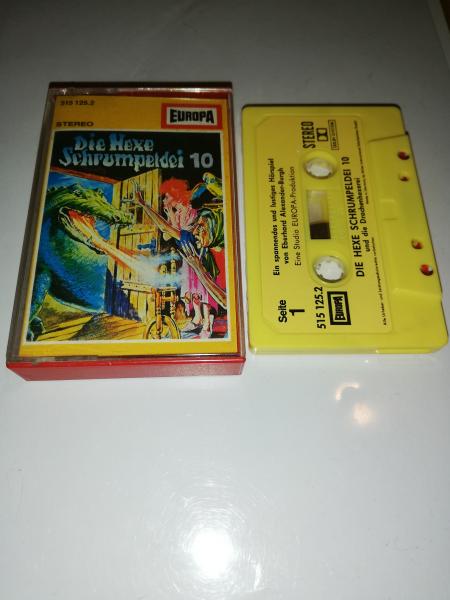 515 125.2
EUROPA
STEREO
Die Hexe
Schrumpeldei 10
STEREO
Ein spannendes und lustiges Hörspiel
von Eberhard Alexander-Burgh
Eine Studio EUROPA-Produktion
Seite
1
515 125.2
EUROPA
DIE HEXE SCHRUMPELDEI 10
und die Drachenhexerei